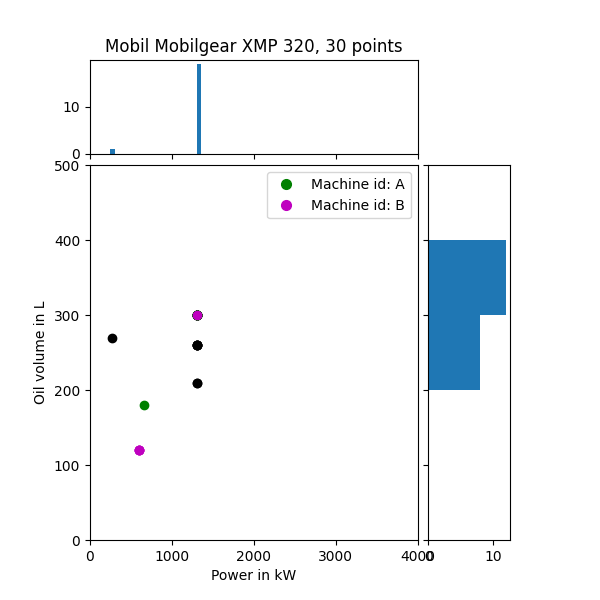 Mobil Mobilgear XMP 320, 30 points
10
0
500
400
300
200
100
0
Oil volume in L
Machine id: A
Machine id: B
0 1000 2000 3000 4000
0 10
Power in kW